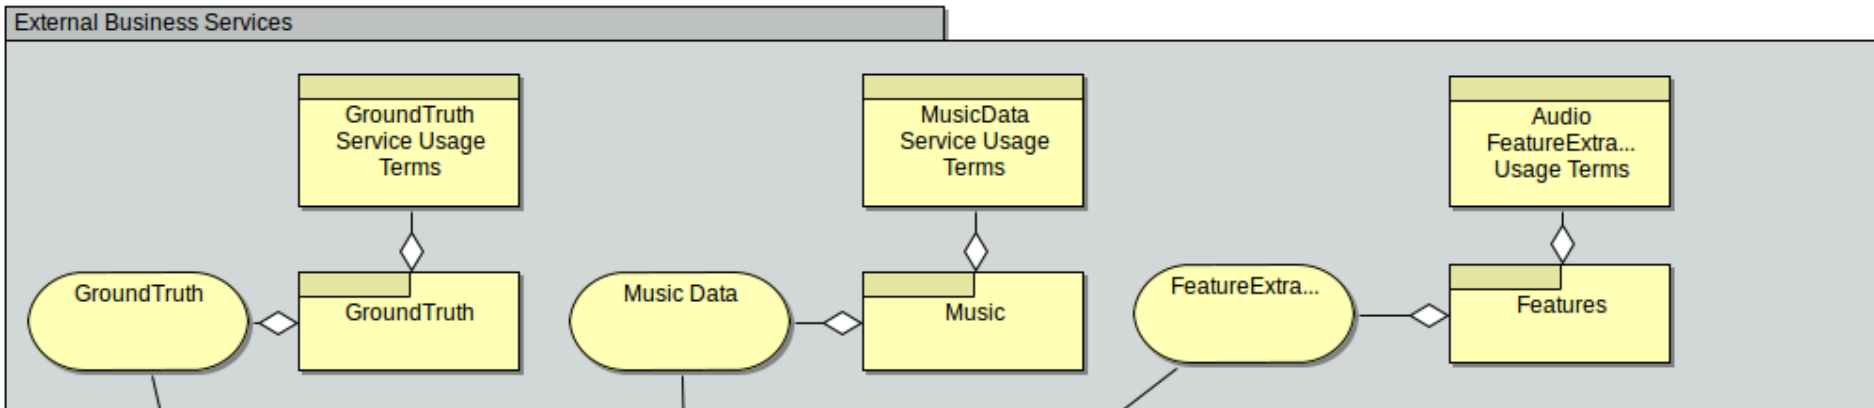 External Business Services
GroundTruth
Service Usage
Terms
MusicData
Service Usage
Terms
Audio
FeatureExtra...
Usage Terms
GroundTruth
GroundTruth
Music Data
Music
FeatureExtra...
Features